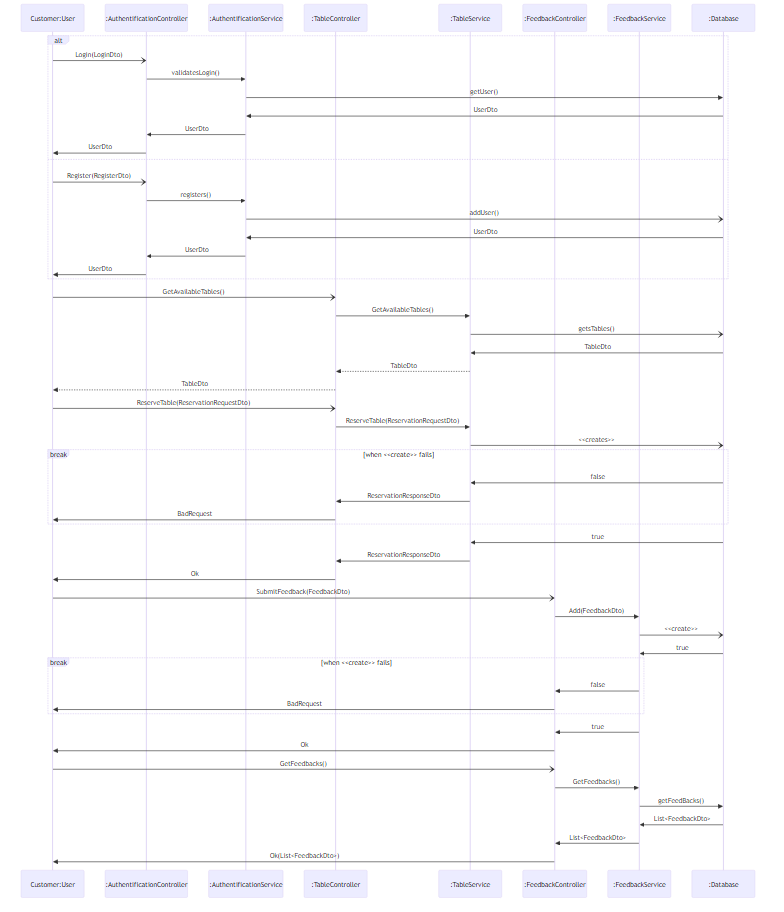 Customer:User :AuthentificationController :AuthentificationService :TableController :TableService :FeedbackController :FeedbackService :Database
alt
Login(LoginDto)
validatesLogin()
getUser()
UserDto
UserDto
UserDto
Register(RegisterDto)
registers()
addUser()
UserDto
UserDto
UserDto
GetAvailableTables()
GetAvailableTables()
getsTables()
TableDto
TableDto
TableDto
ReserveTable(ReservationRequestDto)
ReserveTable(ReservationRequestDto)
<<creates>>
break [when <<create>> fails]
false
ReservationResponseDto
BadRequest
true
ReservationResponseDto
Ok
SubmitFeedback(FeedbackDto)
Add(FeedbackDto)
<<create>>
true
break [when <<create>> fails]
false
BadRequest
true
Ok
GetFeedbacks()
GetFeedbacks()
getFeedBacks()
List<FeedbackDto>
List<FeedbackDto>
Ok(List<FeedbackDto>)
Customer:User :AuthentificationController :AuthentificationService :TableController :TableService :FeedbackController :FeedbackService :Database